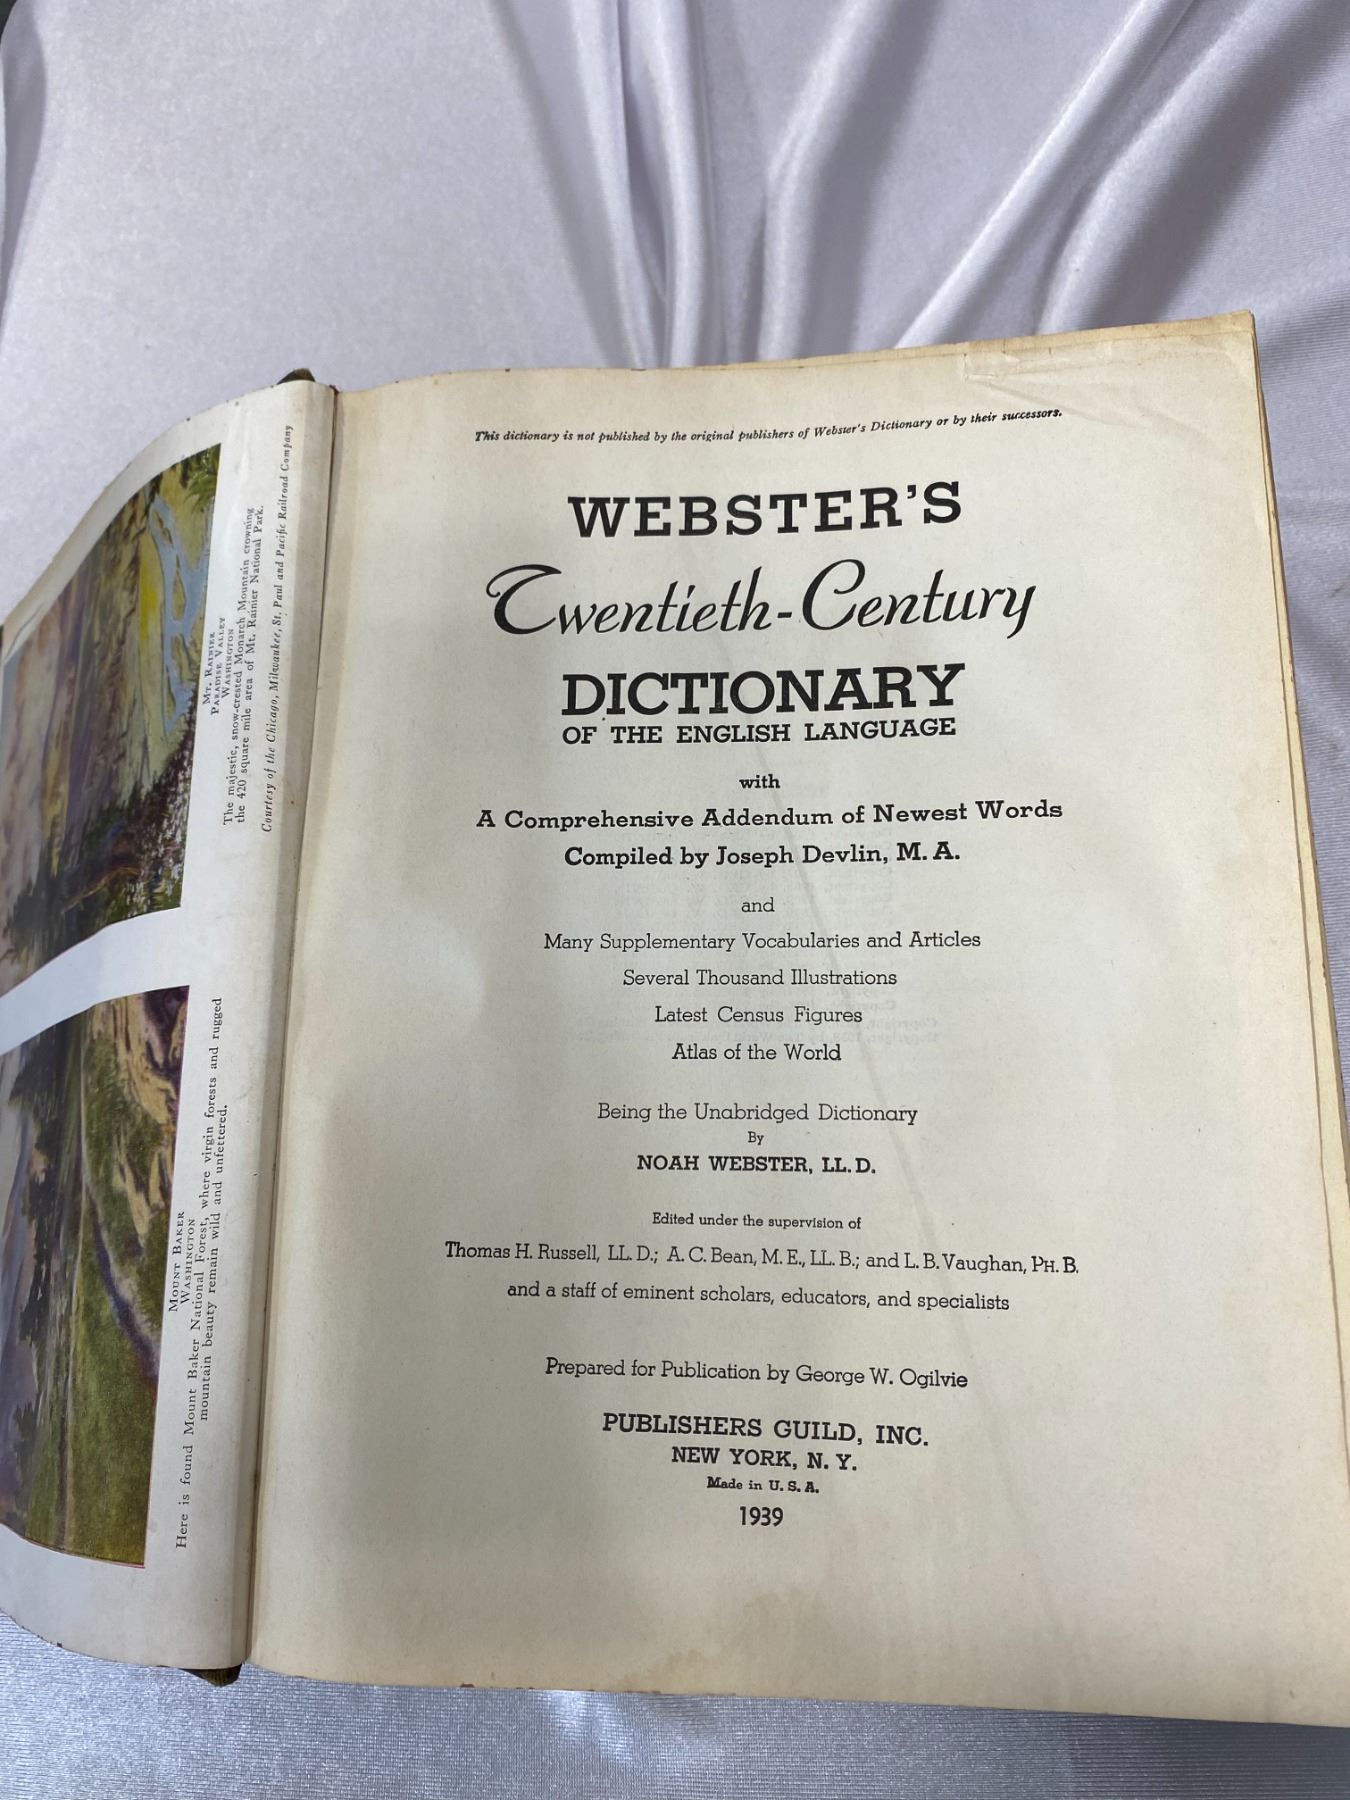 Mt. Rainier
Paradise Valley
Washington
The majestic, snow-crested Monarch Mountain crowning
the 420 square mile area of Mt. Rainier National Park.
Courtesy of the Chicago, Milwaukee, St. Paul and Pacific Railroad Company
Mount Baker
Washington
Here is found Mount Baker National Forest, where virgin forests and rugged
mountain beauty remain wild and unfettered.
This dictionary is not published by the original publishers of Webster's Dictionary or by their successors.
WEBSTER'S
Twentieth-Century
DICTIONARY
OF THE ENGLISH LANGUAGE
with
A Comprehensive Addendum of Newest Words
Compiled by Joseph Devlin, M. A.
and
Many Supplementary Vocabularies and Articles
Several Thousand Illustrations
Latest Census Figures
Atlas of the World
Being the Unabridged Dictionary
By
NOAH WEBSTER, LL. D.
Edited under the supervision of
Thomas H. Russell, LL. D.; A. C. Bean, M. E., LL. B.; and L. B. Vaughan, Ph. B.
and a staff of eminent scholars, educators, and specialists
Prepared for Publication by George W. Ogilvie
PUBLISHERS GUILD, INC.
NEW YORK, N. Y.
Made in U. S. A.
1939